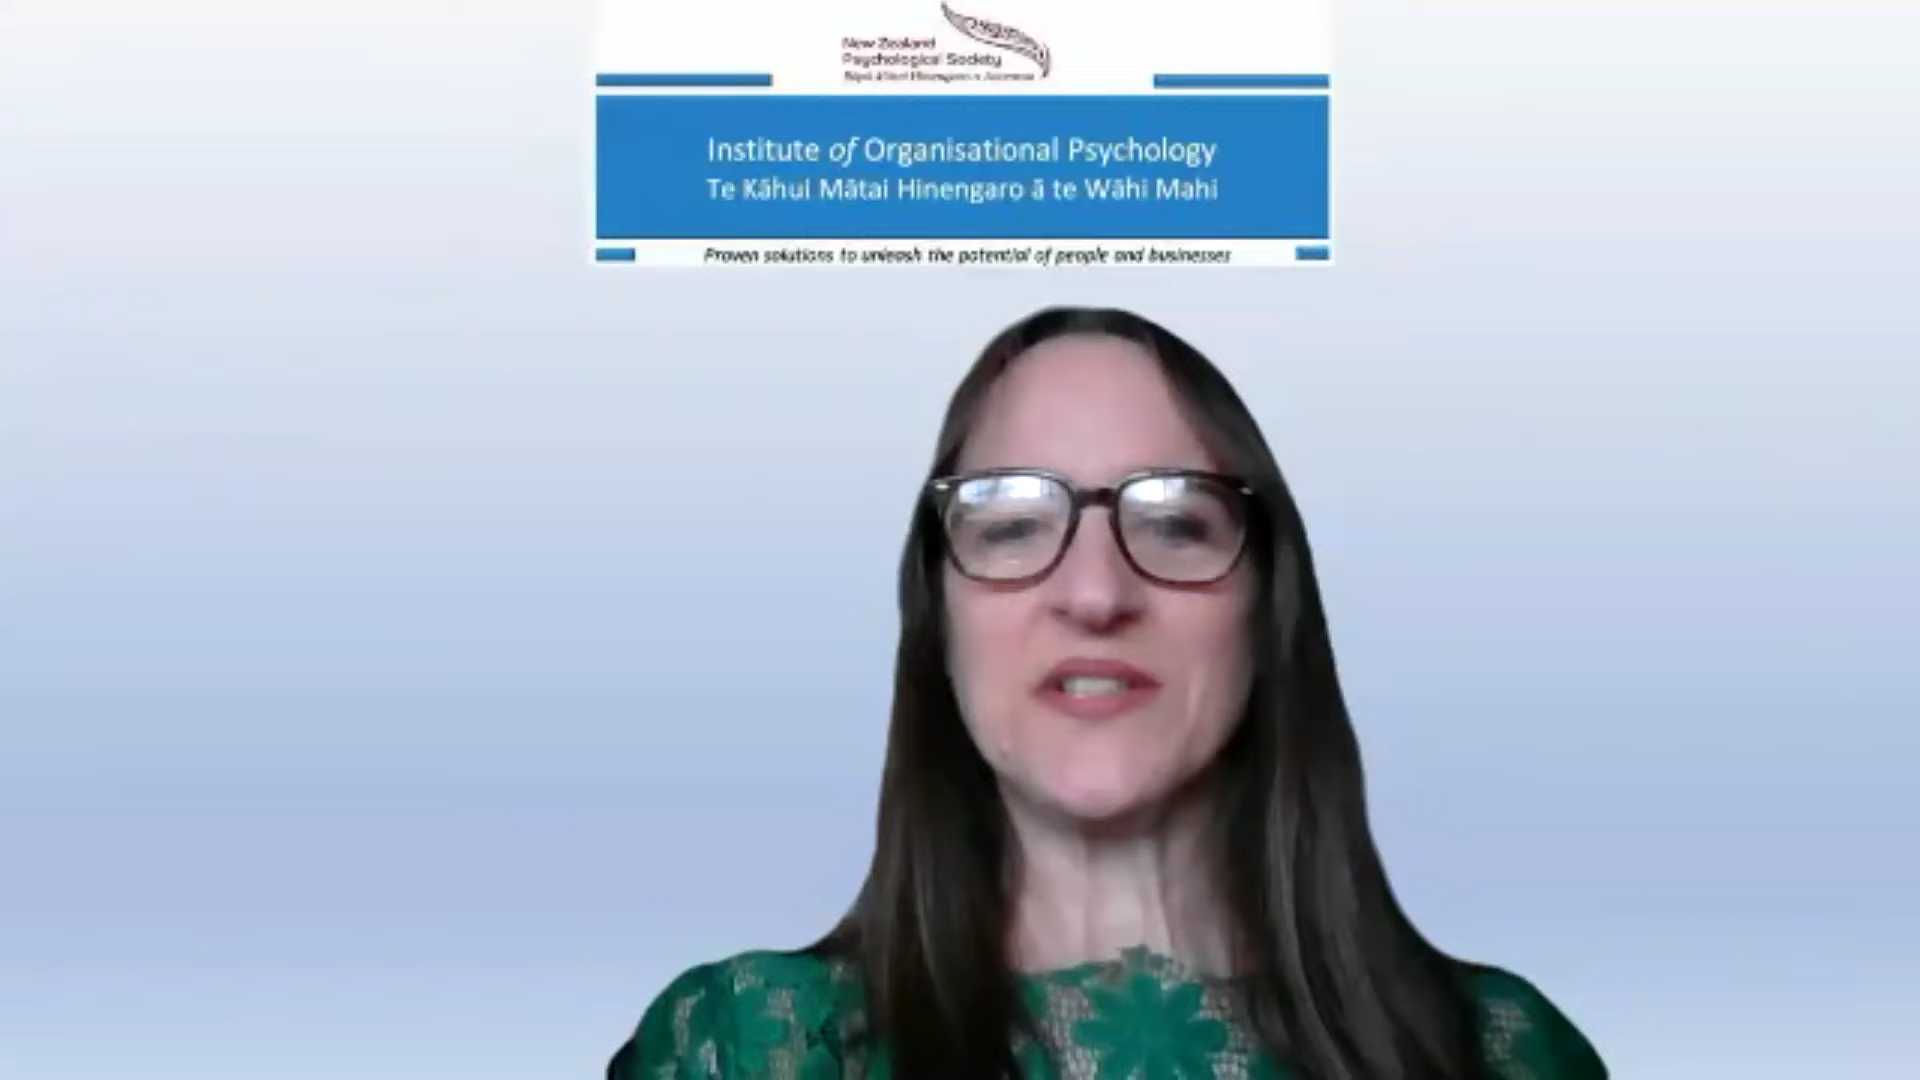 New Zealand
Psychological Society
Institute of Organisational Psychology
Te Kāhui Mātai Hinengaro ā te Wāhi Mahi
Proven solutions to unleash the potential of people and businesses